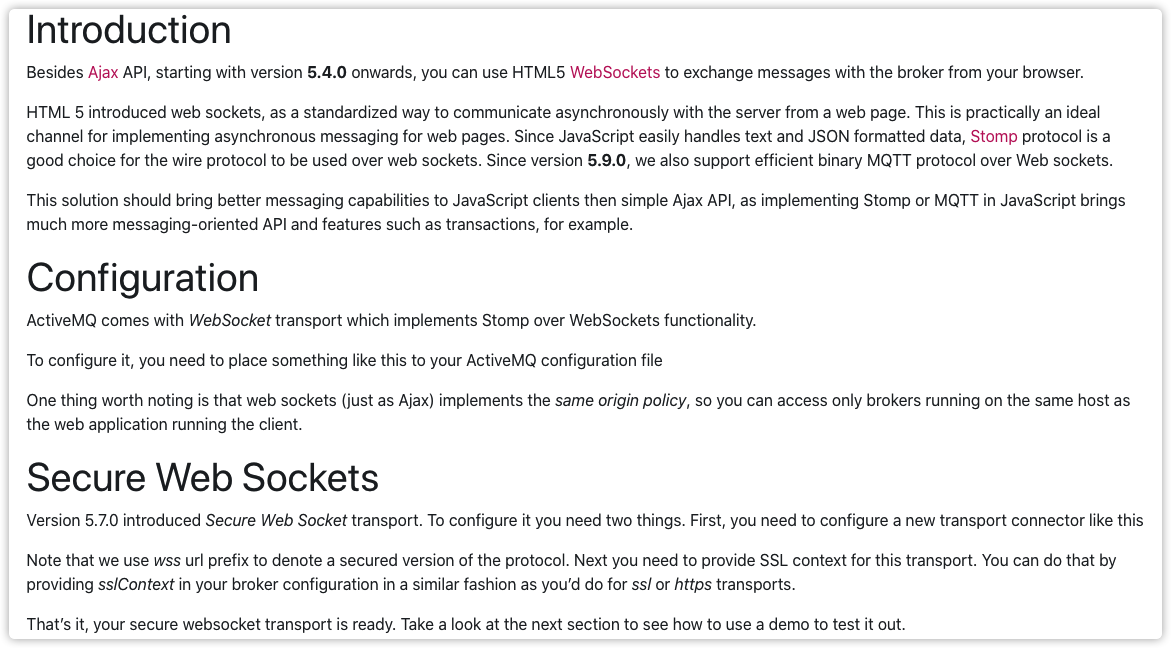 Introduction
Besides Ajax API, starting with version 5.4.0 onwards, you can use HTML5 WebSockets to exchange messages with the broker from your browser.
HTML 5 introduced web sockets, as a standardized way to communicate asynchronously with the server from a web page. This is practically an ideal
channel for implementing asynchronous messaging for web pages. Since JavaScript easily handles text and JSON formatted data, Stomp protocol is a
good choice for the wire protocol to be used over web sockets. Since version 5.9.0, we also support efficient binary MQTT protocol over Web sockets.
This solution should bring better messaging capabilities to JavaScript clients then simple Ajax API, as implementing Stomp or MQTT in JavaScript brings
much more messaging-oriented API and features such as transactions, for example.
Configuration
ActiveMQ comes with WebSocket transport which implements Stomp over WebSockets functionality.
To configure it, you need to place something like this to your ActiveMQ configuration file
One thing worth noting is that web sockets (just as Ajax) implements the same origin policy, so you can access only brokers running on the same host as
the web application running the client.
Secure Web Sockets
Version 5.7.0 introduced Secure Web Socket transport. To configure it you need two things. First, you need to configure a new transport connector like this
Note that we use wss url prefix to denote a secured version of the protocol. Next you need to provide SSL context for this transport. You can do that by
providing sslContext in your broker configuration in a similar fashion as you’d do for ssl or https transports.
That’s it, your secure websocket transport is ready. Take a look at the next section to see how to use a demo to test it out.